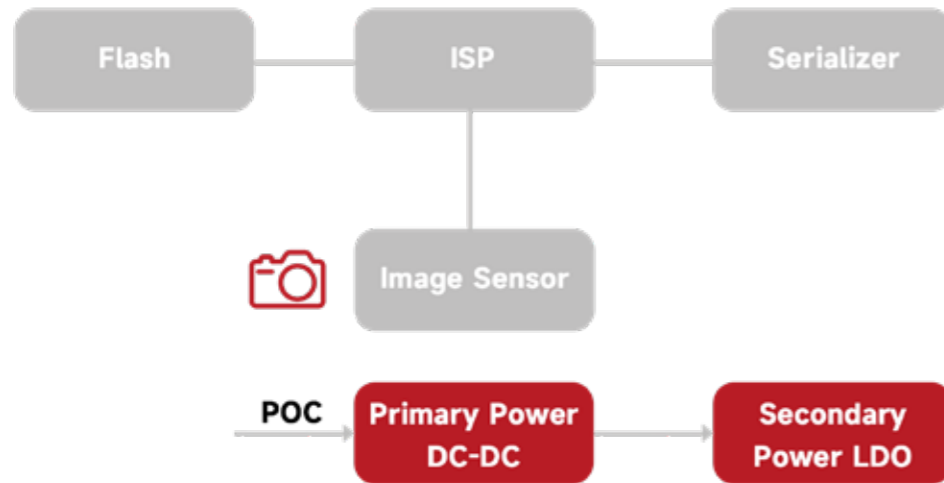 Flash
ISP
Serializer
Image Sensor
POC
Primary Power
DC-DC
Secondary
Power LDO